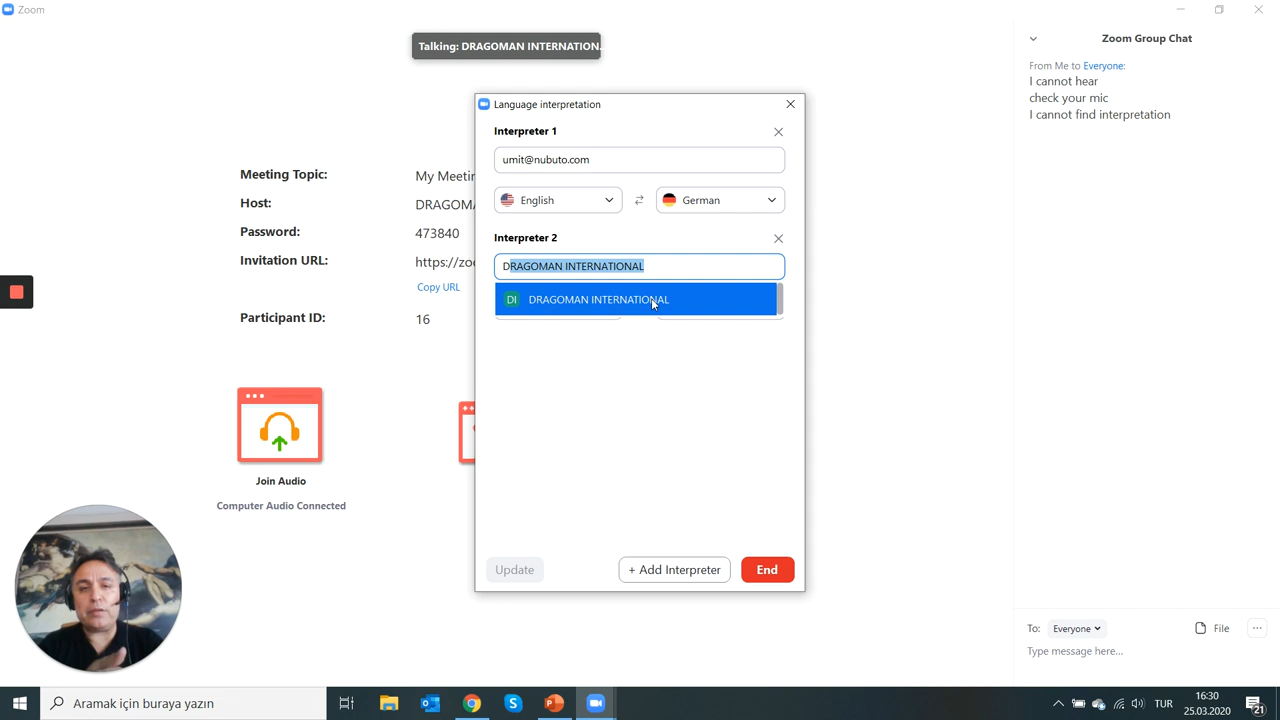 Zoom
Talking: DRAGOMAN INTERNATION
Zoom Group Chat
From Me to Everyone:
I cannot hear
check your mic
I cannot find interpretation
Meeting Topic:
My Meetin
Host:
DRAGOMA
Password:
473840
Invitation URL:
https://zoo
Copy URL
Participant ID:
16
Join Audio
Computer Audio Connected
Language interpretation
Interpreter 1
umit@nubuto.com
English
German
Interpreter 2
DRAGOMAN INTERNATIONAL
DI DRAGOMAN INTERNATIONAL
Update
+ Add Interpreter
End
To: Everyone
File
Type message here...
Aramak için buraya yazın
TUR
16:30
25.03.2020
21